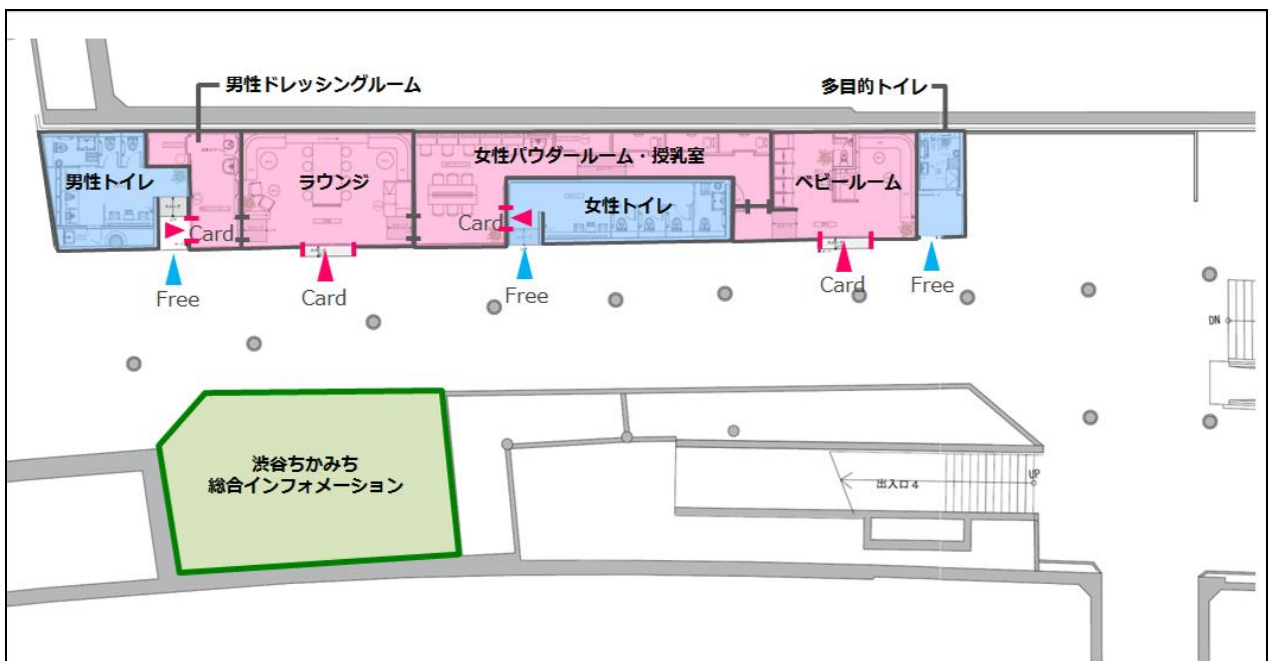 男性ドレッシングルーム
多目的トイレ
男性トイレ
ラウンジ
女性パウダールーム・授乳室
女性トイレ
ベビールーム
Card
Card
Free
Card
Free
Card
Free
DN
渋谷ちかみち
総合インフォメーション
出入口4
UP